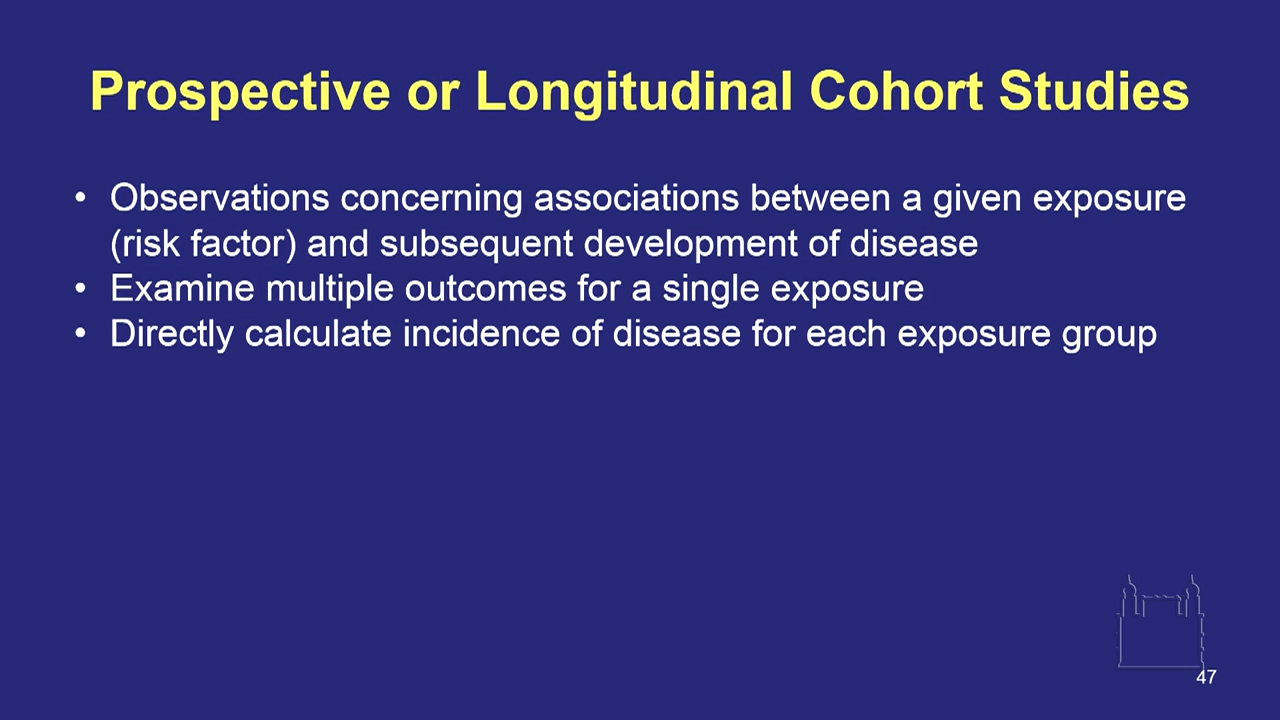 Prospective or Longitudinal Cohort Studies
• Observations concerning associations between a given exposure
(risk factor) and subsequent development of disease
• Examine multiple outcomes for a single exposure
• Directly calculate incidence of disease for each exposure group
47